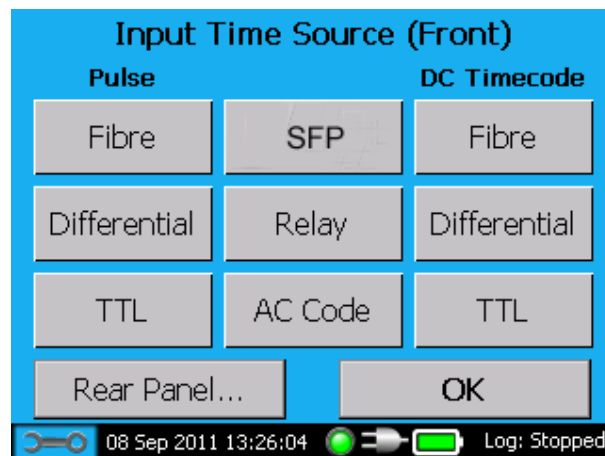 Input Time Source (Front)
Pulse DC Timecode
Fibre SFP Fibre
Differential Relay Differential
TTL AC Code TTL
Rear Panel... OK
08 Sep 2011 13:26:04 Log: Stopped